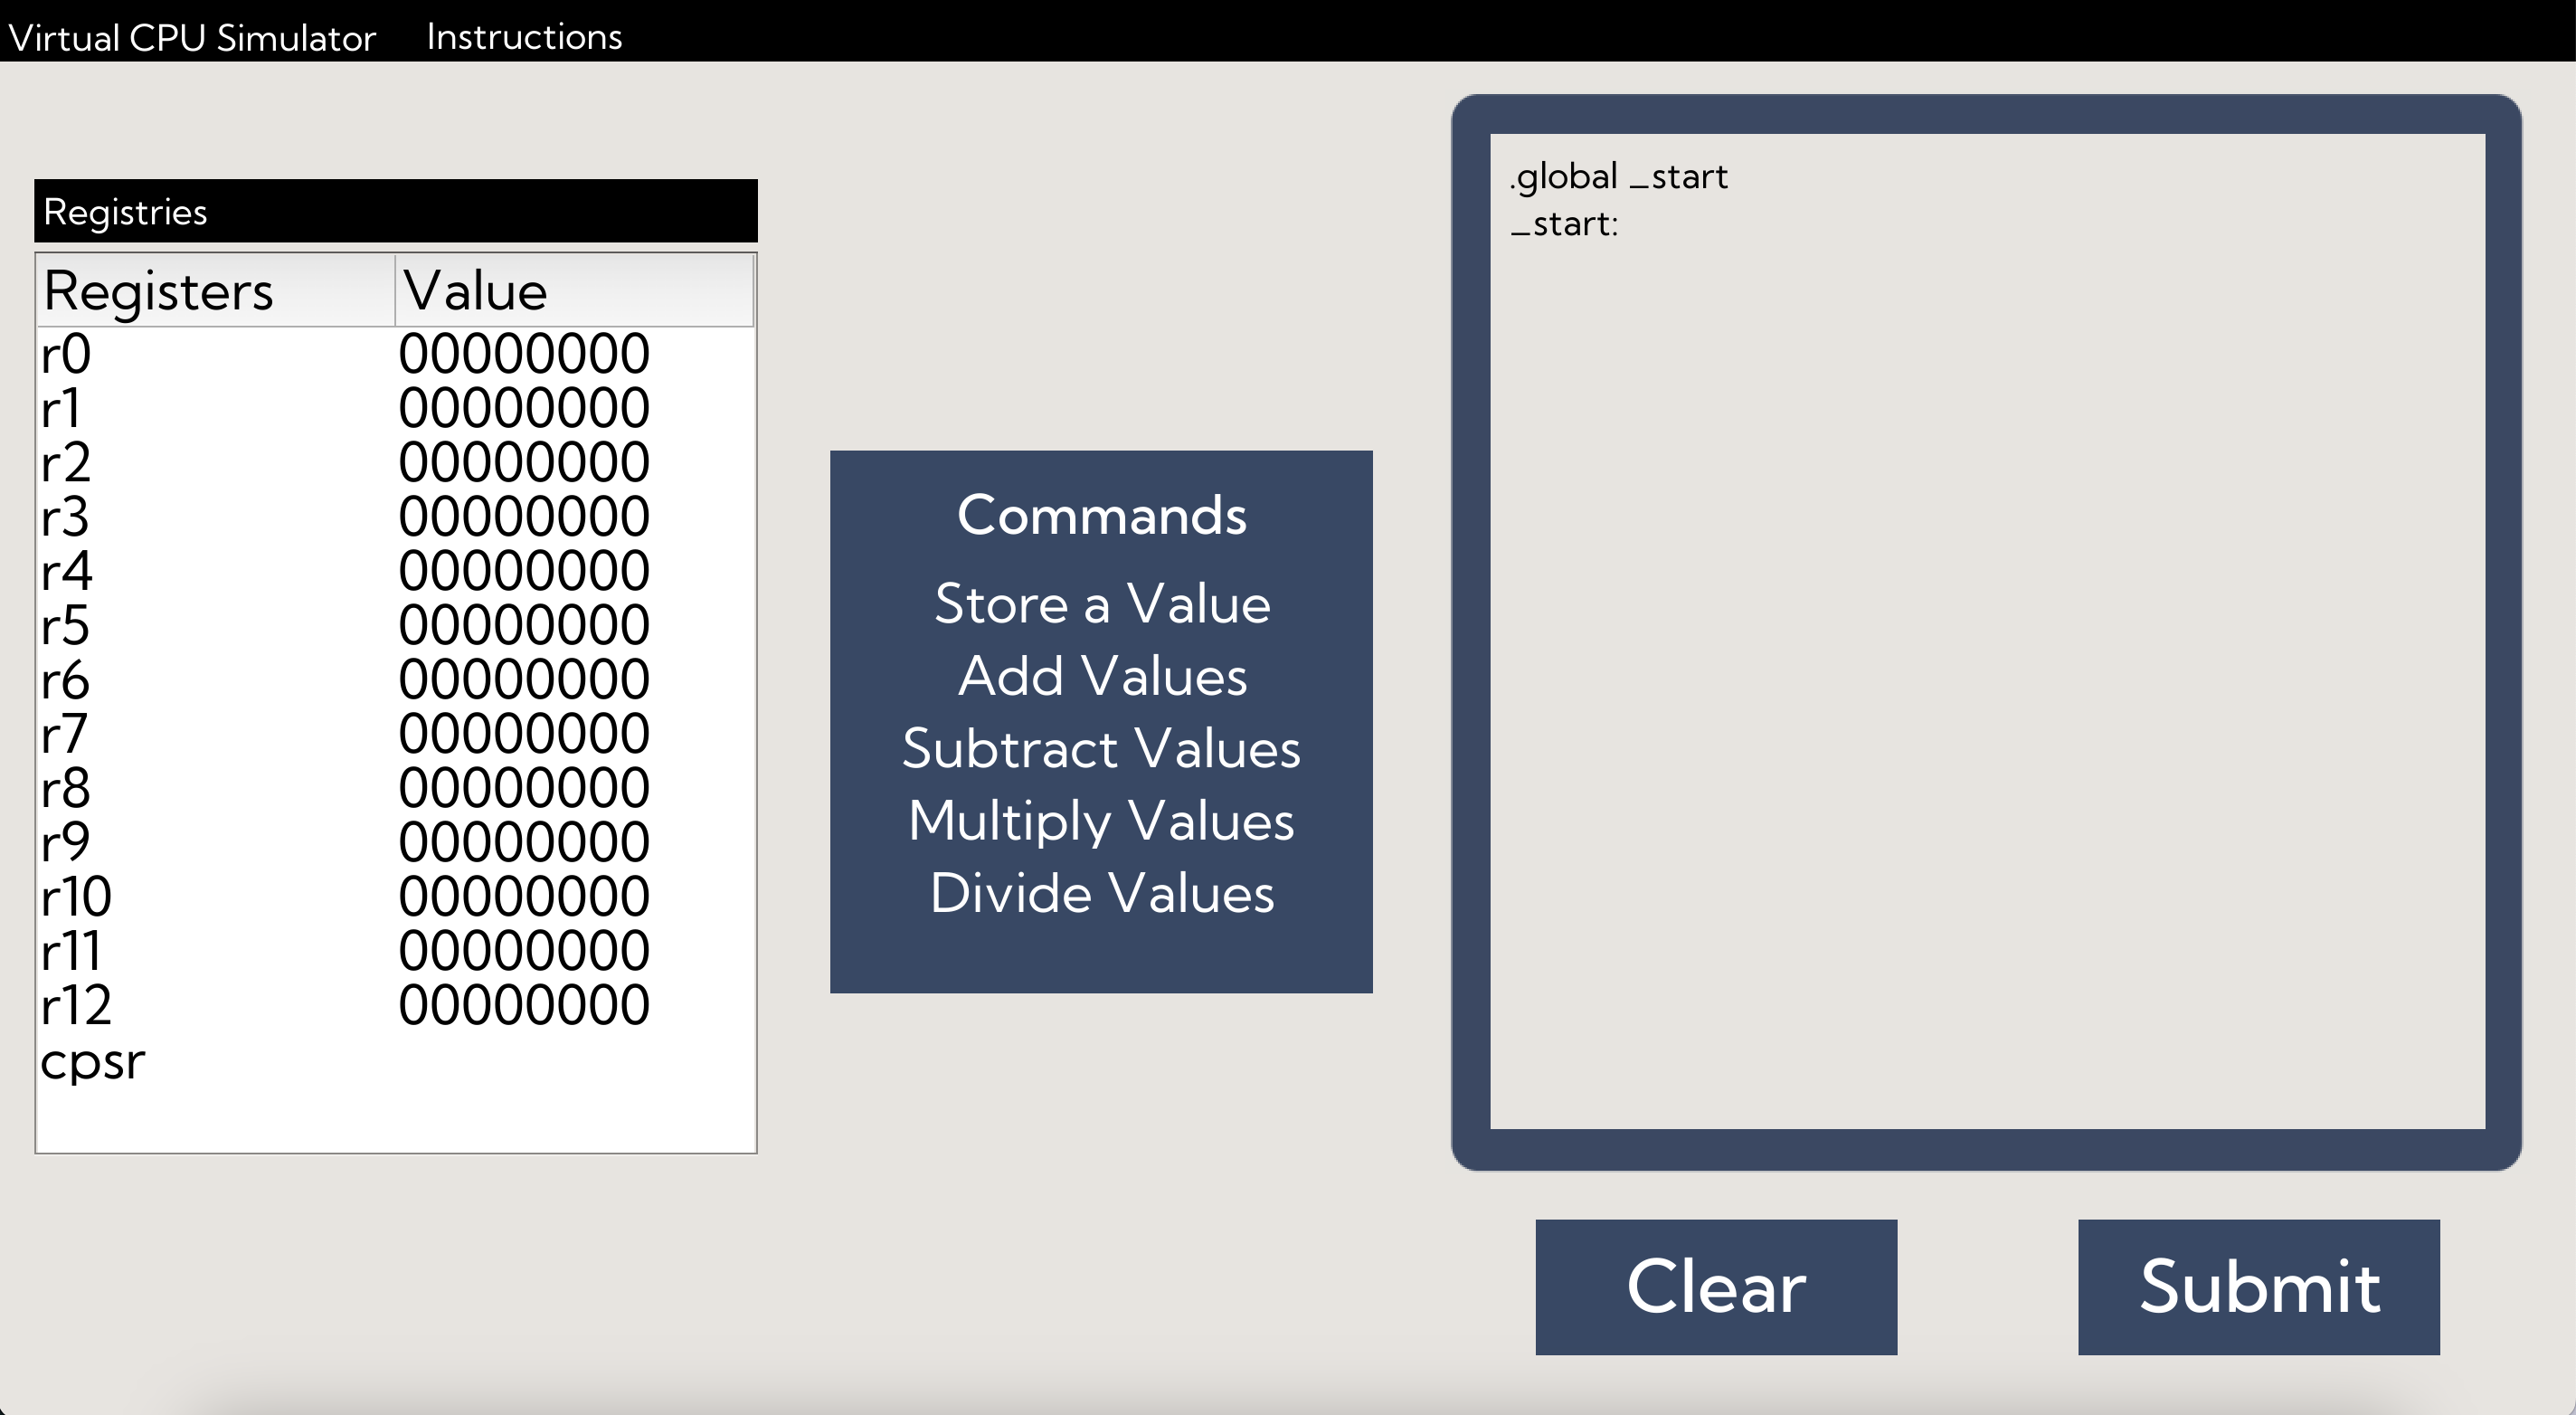 Virtual CPU Simulator Instructions
Registries
Registers Value
r0 00000000
r1 00000000
r2 00000000
r3 00000000
r4 00000000
r5 00000000
r6 00000000
r7 00000000
r8 00000000
r9 00000000
r10 00000000
r11 00000000
r12 00000000
cpsr
Commands
Store a Value
Add Values
Subtract Values
Multiply Values
Divide Values
.global _start
_start:
Clear
Submit